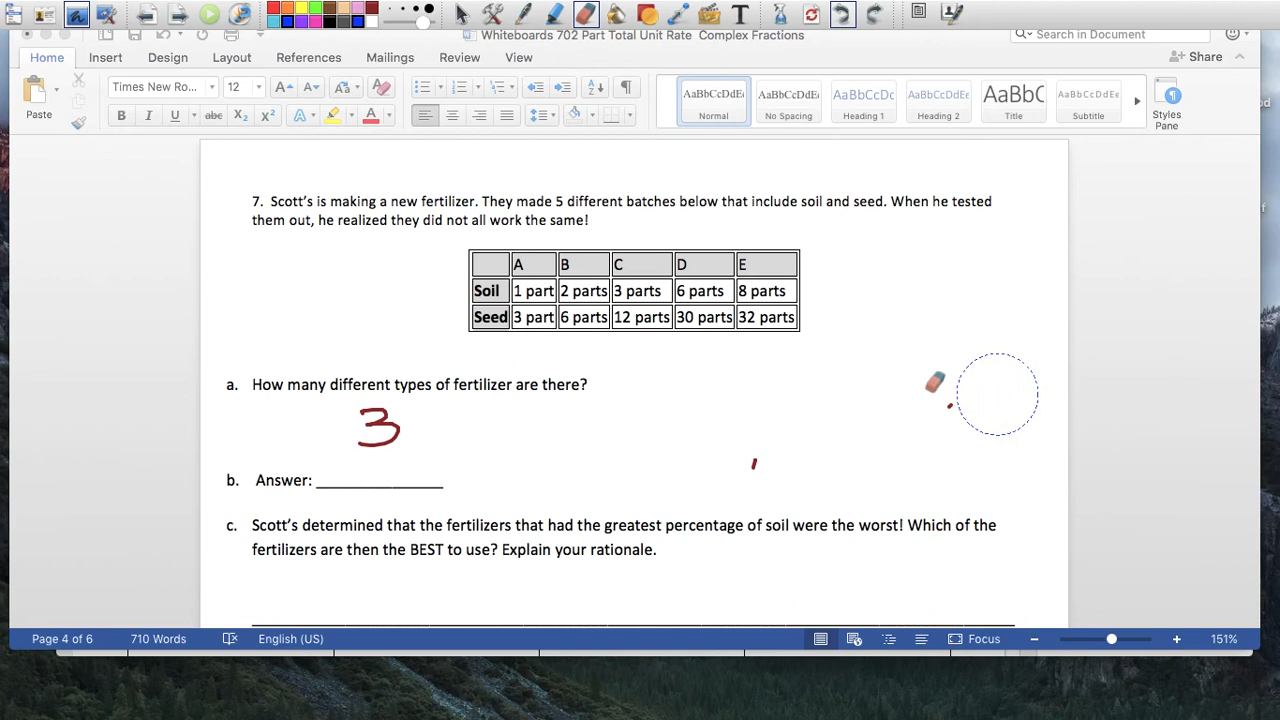 Whiteboards 702 Part Total Unit Rate Complex Fractions
Search in Document
Home Insert Design Layout References Mailings Review View
Share
Paste
Times New Ro... 12
AaBbCcDdEe AaBbCcDdEe AaBbCcDc AaBbCcDdEe AaBbC AaBbCcDdEe
Normal No Spacing Heading 1 Heading 2 Title Subtitle
Styles Pane
7. Scott's is making a new fertilizer. They made 5 different batches below that include soil and seed. When he tested
them out, he realized they did not all work the same!
A B C D E
Soil 1 part 2 parts 3 parts 6 parts 8 parts
Seed 3 part 6 parts 12 parts 30 parts 32 parts
a. How many different types of fertilizer are there?
3
b. Answer: ______________
c. Scott's determined that the fertilizers that had the greatest percentage of soil were the worst! Which of the
fertilizers are then the BEST to use? Explain your rationale.
Page 4 of 6 710 Words English (US) Focus 151%